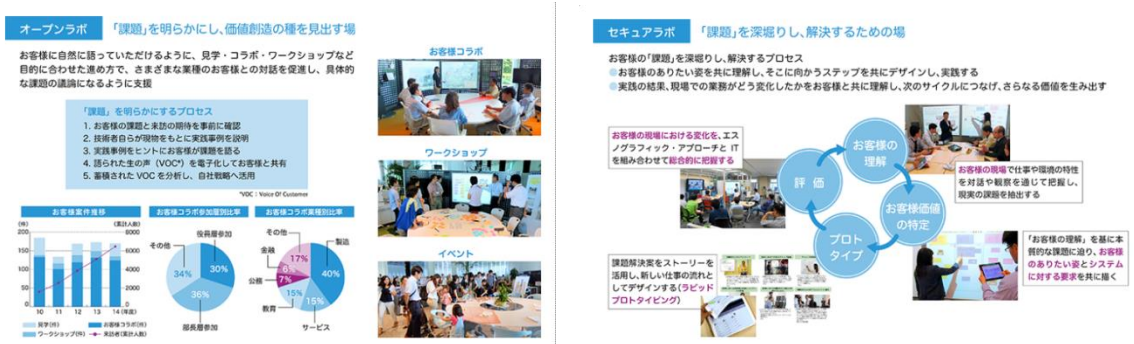 オープンラボ 「課題」を明らかにし、価値創造の種を見出す場
お客様に自然に語っていただけるように、見学・コラボ・ワークショップなど
目的に合わせた進め方で、さまざまな業種のお客様との対話を促進し、具体的
な課題の議論になるように支援
「課題」を明らかにするプロセス
1. お客様の課題と来訪の期待を事前に確認
2. 技術者自らが現物をもとに実践事例を説明
3. 実践事例をヒントにお客様が課題を語る
4. 語られた生の声(VOC*)を電子化してお客様と共有
5. 蓄積された VOC を分析し、自社戦略へ活用
*VOC : Voice Of Customer
お客様コラボ
ワークショップ
イベント
お客様案件推移
(件)
(累計人数)
200
150
100
50
0
8000
6000
4000
2000
0
10 11 12 13 14 (年度)
見学(件)
お客様コラボ(件)
ワークショップ(件)
来訪者(累計人数)
お客様コラボ参加層別比率
その他
役員層参加
34%
30%
36%
部長層参加
お客様コラボ業種別比率
その他
金融
公務
教育
製造
サービス
17%
6%
7%
15%
15%
40%
セキュアラボ 「課題」を深堀りし、解決するための場
お客様の「課題」を深堀りし、解決するプロセス
●お客様のありたい姿を共に理解し、そこに向かうステップを共にデザインし、実践する
●実践の結果、現場での業務がどう変化したかをお客様と共に理解し、次のサイクルにつなげ、さらなる価値を生み出す
お客様の現場における変化を、エス
ノグラフィック・アプローチと IT
を組み合わせて総合的に把握する
評価
お客様の
理解
お客様価値
の特定
プロト
タイプ
お客様の現場で仕事や環境の特性
を対話や観察を通じて把握し、
現実の課題を抽出する
「お客様の理解」を基に本
質的な課題に迫り、お客様
のありたい姿とシステム
に対する要求を共に描く
課題解決案をストーリーを
活用し、新しい仕事の流れと
してデザインする(ラピッド
プロトタイピング)